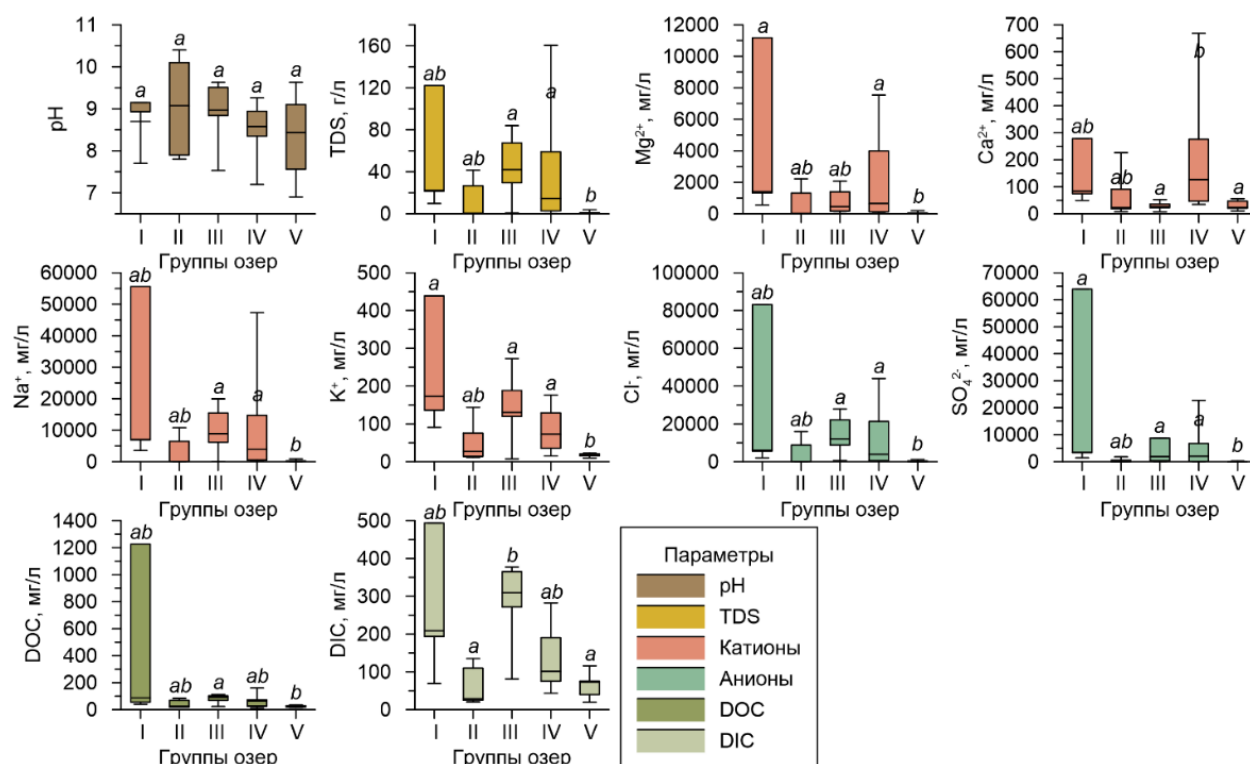 pH
11
10
9
8
7
a
a
a
a
a
I II III IV V
Группы озер
TDS, г/л
160
120
80
40
0
ab
ab
a
a
b
I II III IV V
Группы озер
Mg²⁺, мг/л
12000
10000
8000
6000
4000
2000
0
a
ab
ab
a
b
I II III IV V
Группы озер
Ca²⁺, мг/л
700
600
500
400
300
200
100
0
ab
ab
a
b
a
I II III IV V
Группы озер
Na⁺, мг/л
60000
50000
40000
30000
20000
10000
0
ab
ab
a
a
b
I II III IV V
Группы озер
K⁺, мг/л
500
400
300
200
100
0
a
ab
a
a
b
I II III IV V
Группы озер
Cl⁻, мг/л
100000
80000
60000
40000
20000
0
ab
ab
a
a
b
I II III IV V
Группы озер
SO₄²⁻, мг/л
70000
60000
50000
40000
30000
20000
10000
0
a
ab
a
a
b
I II III IV V
Группы озер
DOC, мг/л
1400
1200
1000
800
600
400
200
0
ab
ab
a
ab
b
I II III IV V
Группы озер
DIC, мг/л
500
400
300
200
100
0
ab
a
b
ab
a
I II III IV V
Группы озер
Параметры
pH
TDS
Катионы
Анионы
DOC
DIC